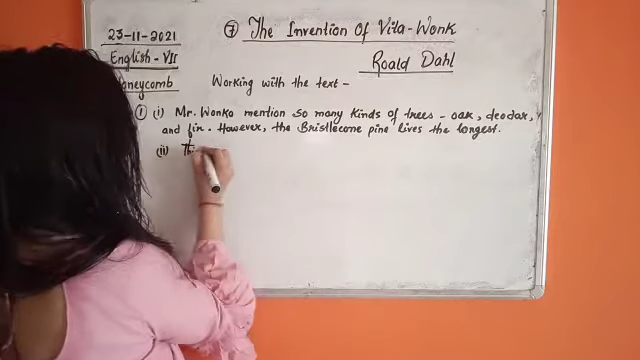 23-11-2021
⑦ The Invention Of Vita-Wonk
English - VII
Roald Dahl
Honeycomb
Working with the text -
① (i) Mr. Wonka mention so many kinds of trees - oak, deodar,
and fir. However, the Bristlecone pine lives the longest.
(ii)